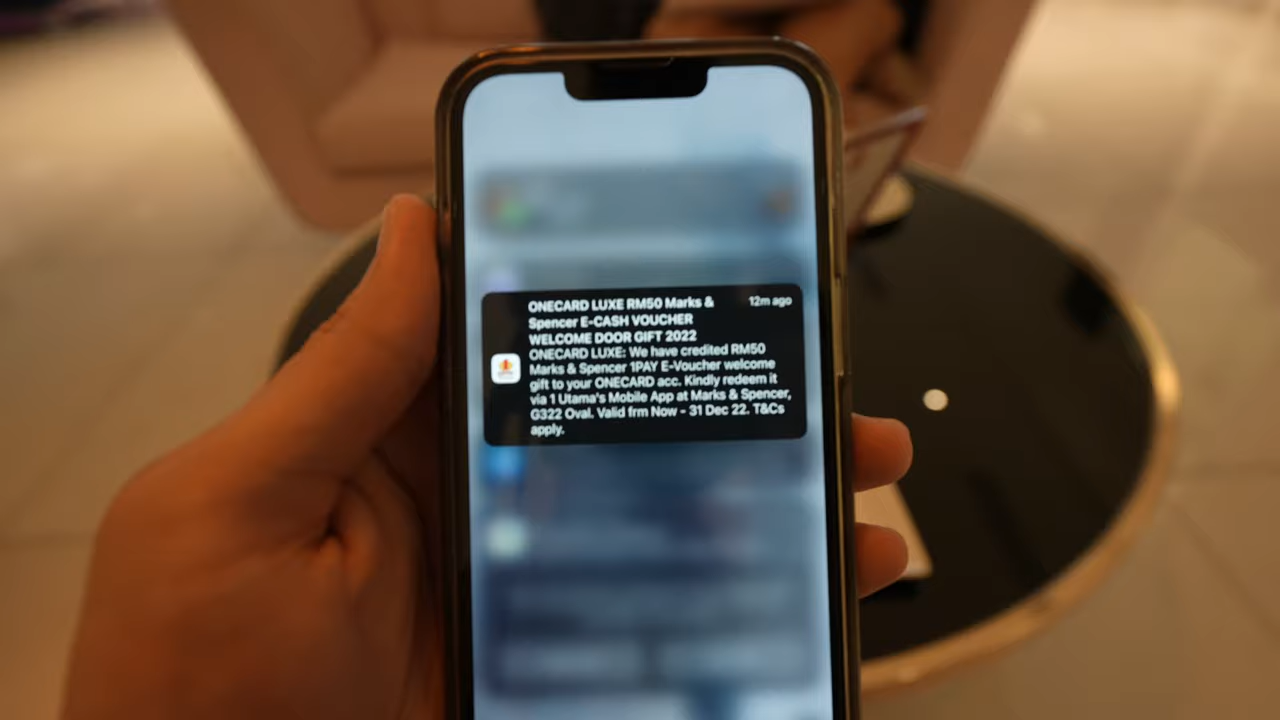 ONECARD LUXE RM50 Marks &
12m ago
Spencer E-CASH VOUCHER
WELCOME DOOR GIFT 2022
ONECARD LUXE: We have credited RM50
Marks & Spencer 1PAY E-Voucher welcome
gift to your ONECARD acc. Kindly redeem it
via 1 Utama's Mobile App at Marks & Spencer,
G322 Oval. Valid frm Now - 31 Dec 22. T&Cs
apply.